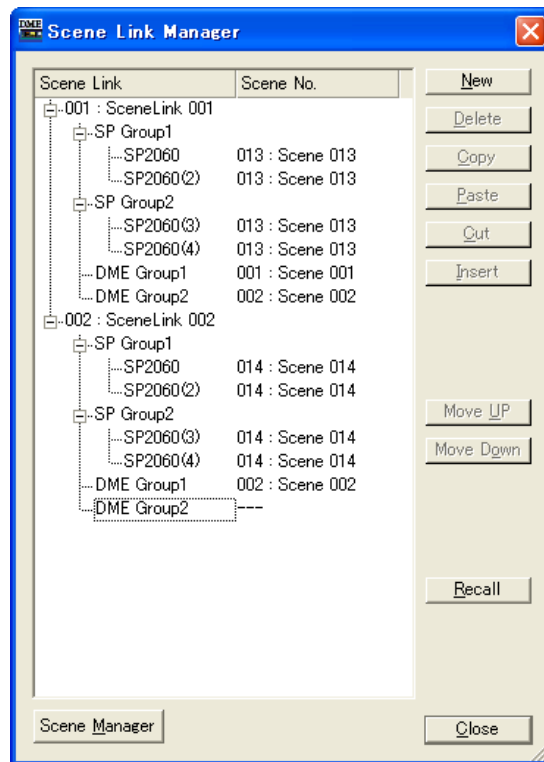 DME
Scene Link Manager
Scene Link Scene No.
001 : SceneLink 001
SP Group1
SP2060 013 : Scene 013
SP2060(2) 013 : Scene 013
SP Group2
SP2060(3) 013 : Scene 013
SP2060(4) 013 : Scene 013
DME Group1 001 : Scene 001
DME Group2 002 : Scene 002
002 : SceneLink 002
SP Group1
SP2060 014 : Scene 014
SP2060(2) 014 : Scene 014
SP Group2
SP2060(3) 014 : Scene 014
SP2060(4) 014 : Scene 014
DME Group1 002 : Scene 002
DME Group2 ---
New
Delete
Copy
Paste
Cut
Insert
Move UP
Move Down
Recall
Scene Manager
Close